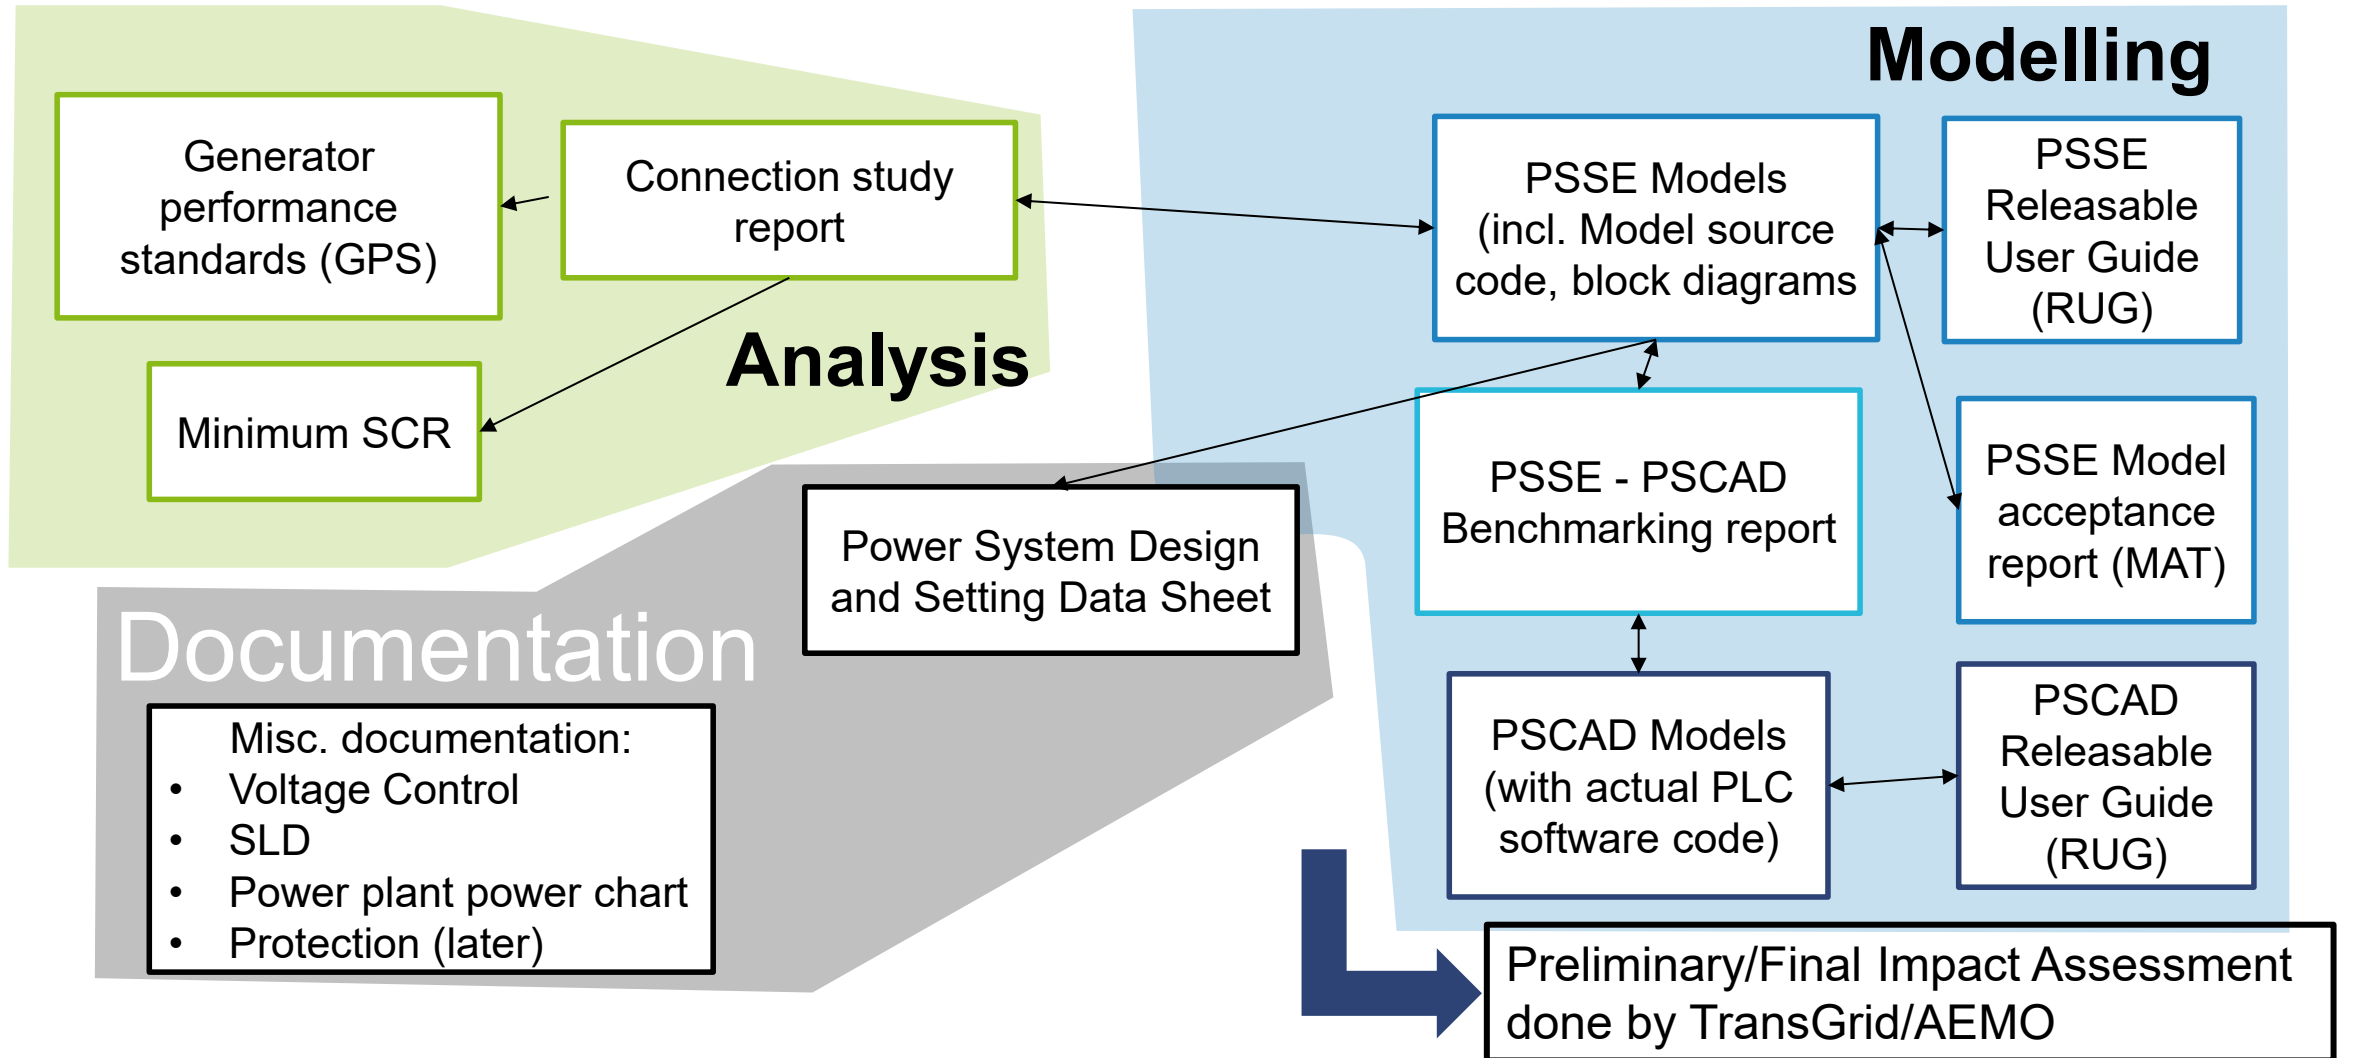 Modelling
Generator
performance
standards (GPS)
Connection study
report
PSSE Models
(incl. Model source
code, block diagrams
PSSE
Releasable
User Guide
(RUG)
Analysis
Minimum SCR
PSSE - PSCAD
Benchmarking report
PSSE Model
acceptance
report (MAT)
Power System Design
and Setting Data Sheet
Documentation
Misc. documentation:
• Voltage Control
• SLD
• Power plant power chart
• Protection (later)
PSCAD Models
(with actual PLC
software code)
PSCAD
Releasable
User Guide
(RUG)
Preliminary/Final Impact Assessment
done by TransGrid/AEMO